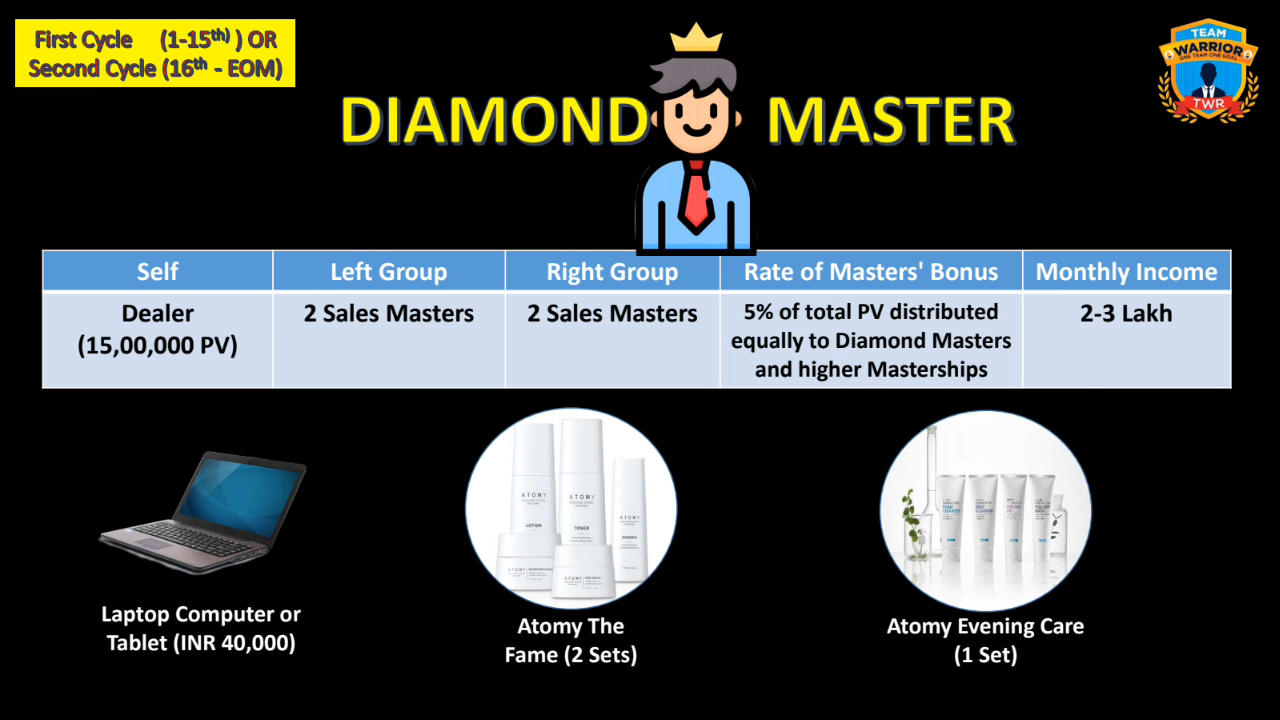 First Cycle (1-15th) ) OR
Second Cycle (16th - EOM)
TEAM
WARRIOR
ONE TEAM ONE GOAL
TWR
DIAMOND MASTER
Self
Left Group
Right Group
Rate of Masters' Bonus
Monthly Income
Dealer
(15,00,000 PV)
2 Sales Masters
2 Sales Masters
5% of total PV distributed
equally to Diamond Masters
and higher Masterships
2-3 Lakh
ATOMY
LOTION
ATOMY
TONER
ATOMY
ATOMY
ATOMY
Laptop Computer or
Tablet (INR 40,000)
Atomy The
Fame (2 Sets)
Atomy Evening Care
(1 Set)